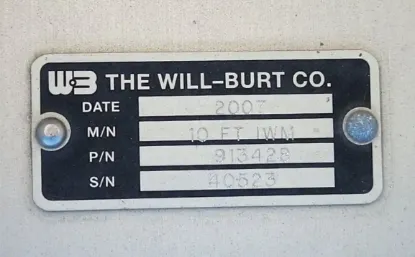 WB THE WILL-BURT CO.
DATE 2007
M/N 10 FT IWM
P/N 913428
S/N 40523